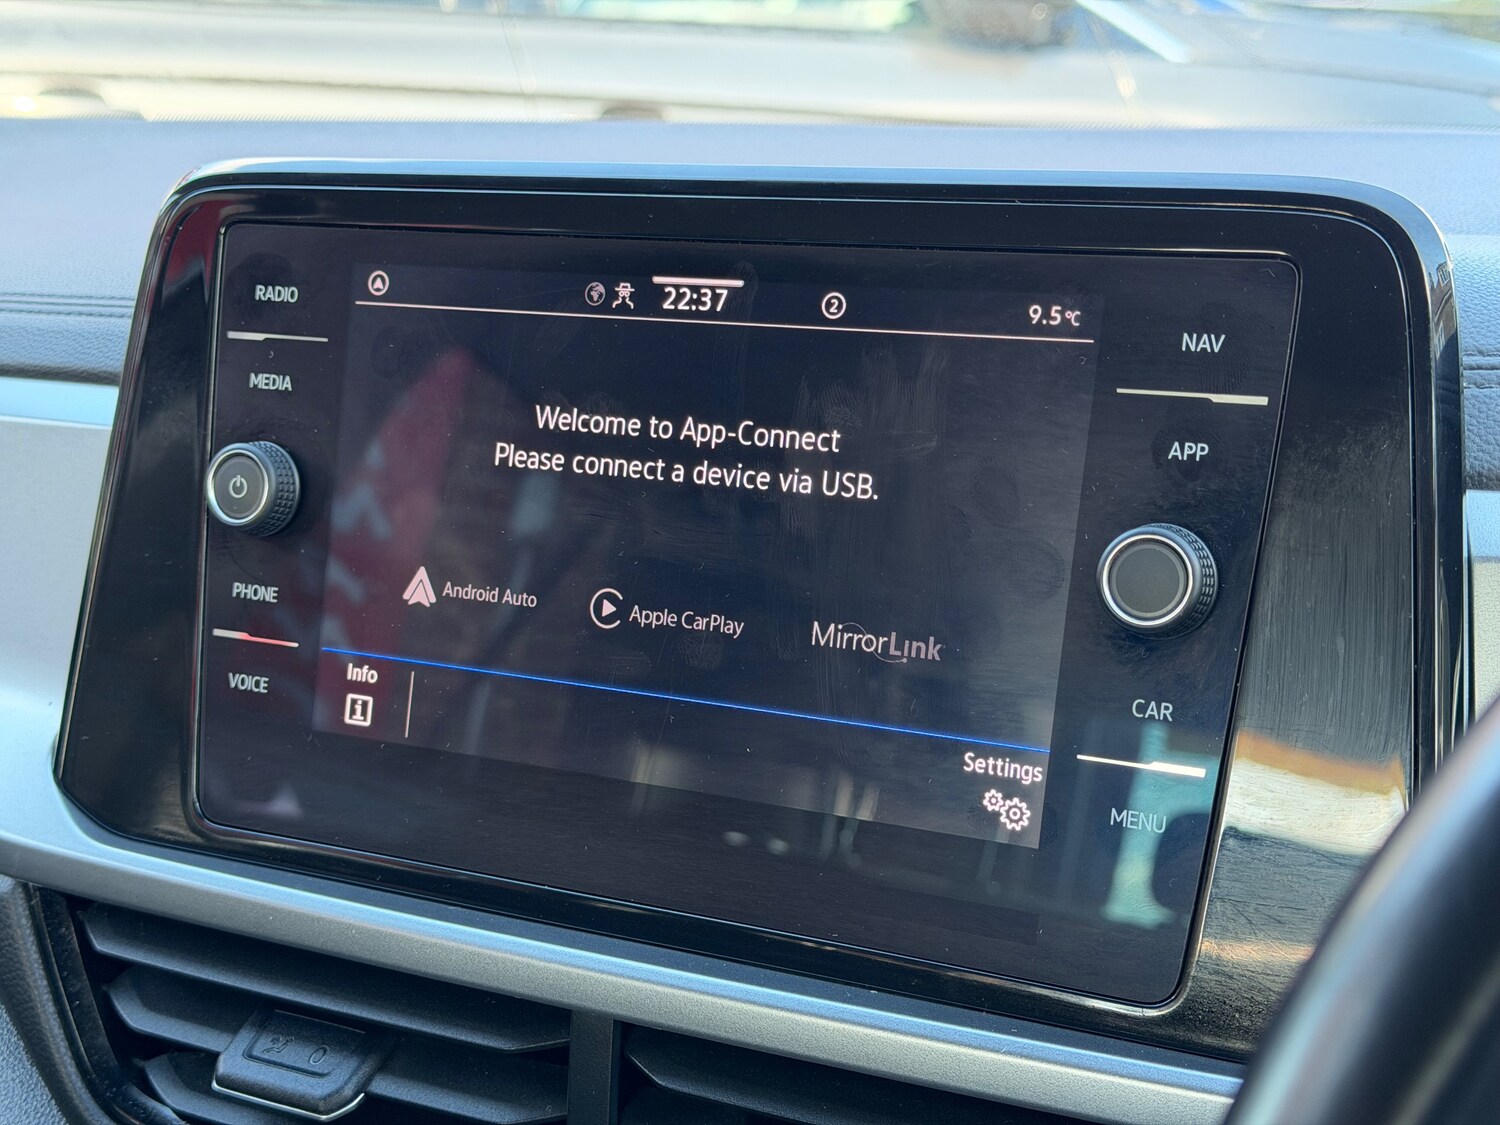 RADIO
MEDIA
PHONE
VOICE
22:37
2
9.5°C
Welcome to App-Connect
Please connect a device via USB.
Android Auto
Apple CarPlay
MirrorLink
Info
i
Settings
NAV
APP
CAR
MENU